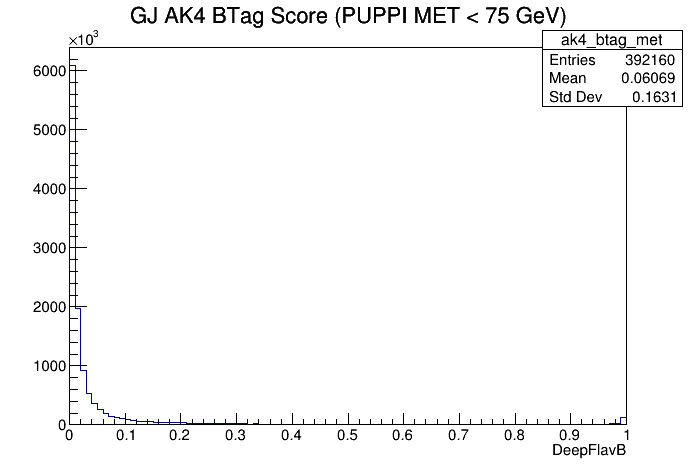 GJ AK4 BTag Score (PUPPI MET < 75 GeV)
×10³
ak4_btag_met
Entries 392160
Mean 0.06069
Std Dev 0.1631
6000
5000
4000
3000
2000
1000
0
0 0.1 0.2 0.3 0.4 0.5 0.6 0.7 0.8 0.9 1
DeepFlavB